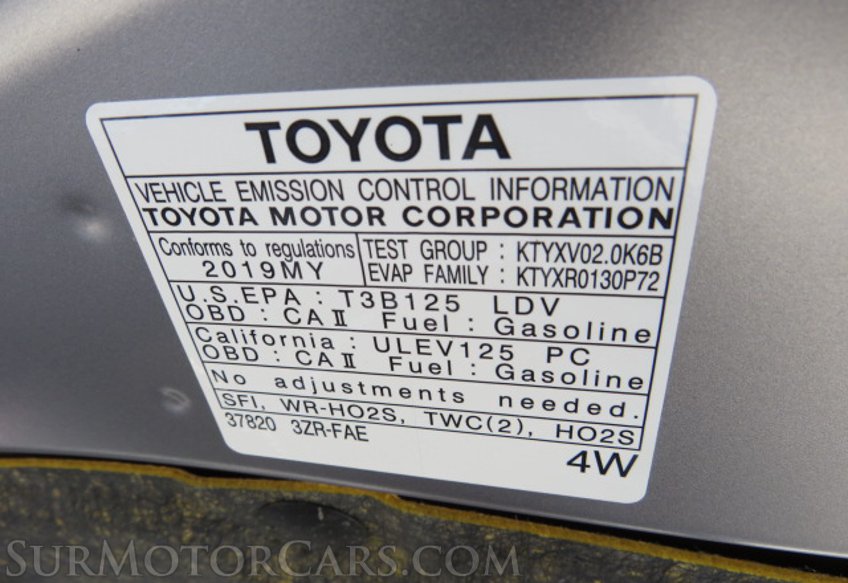 TOYOTA
VEHICLE EMISSION CONTROL INFORMATION
TOYOTA MOTOR CORPORATION
Conforms to regulations
2019MY
TEST GROUP : KTYXV02.0K6B
EVAP FAMILY : KTYXR0130P72
U.S.EPA : T3B125 LDV
OBD : CA II Fuel : Gasoline
California : ULEV125 PC
OBD : CA II Fuel : Gasoline
No adjustments needed.
SFI, WR-HO2S, TWC(2), HO2S
37820 3ZR-FAE
4W
SURMOTORCARS.COM